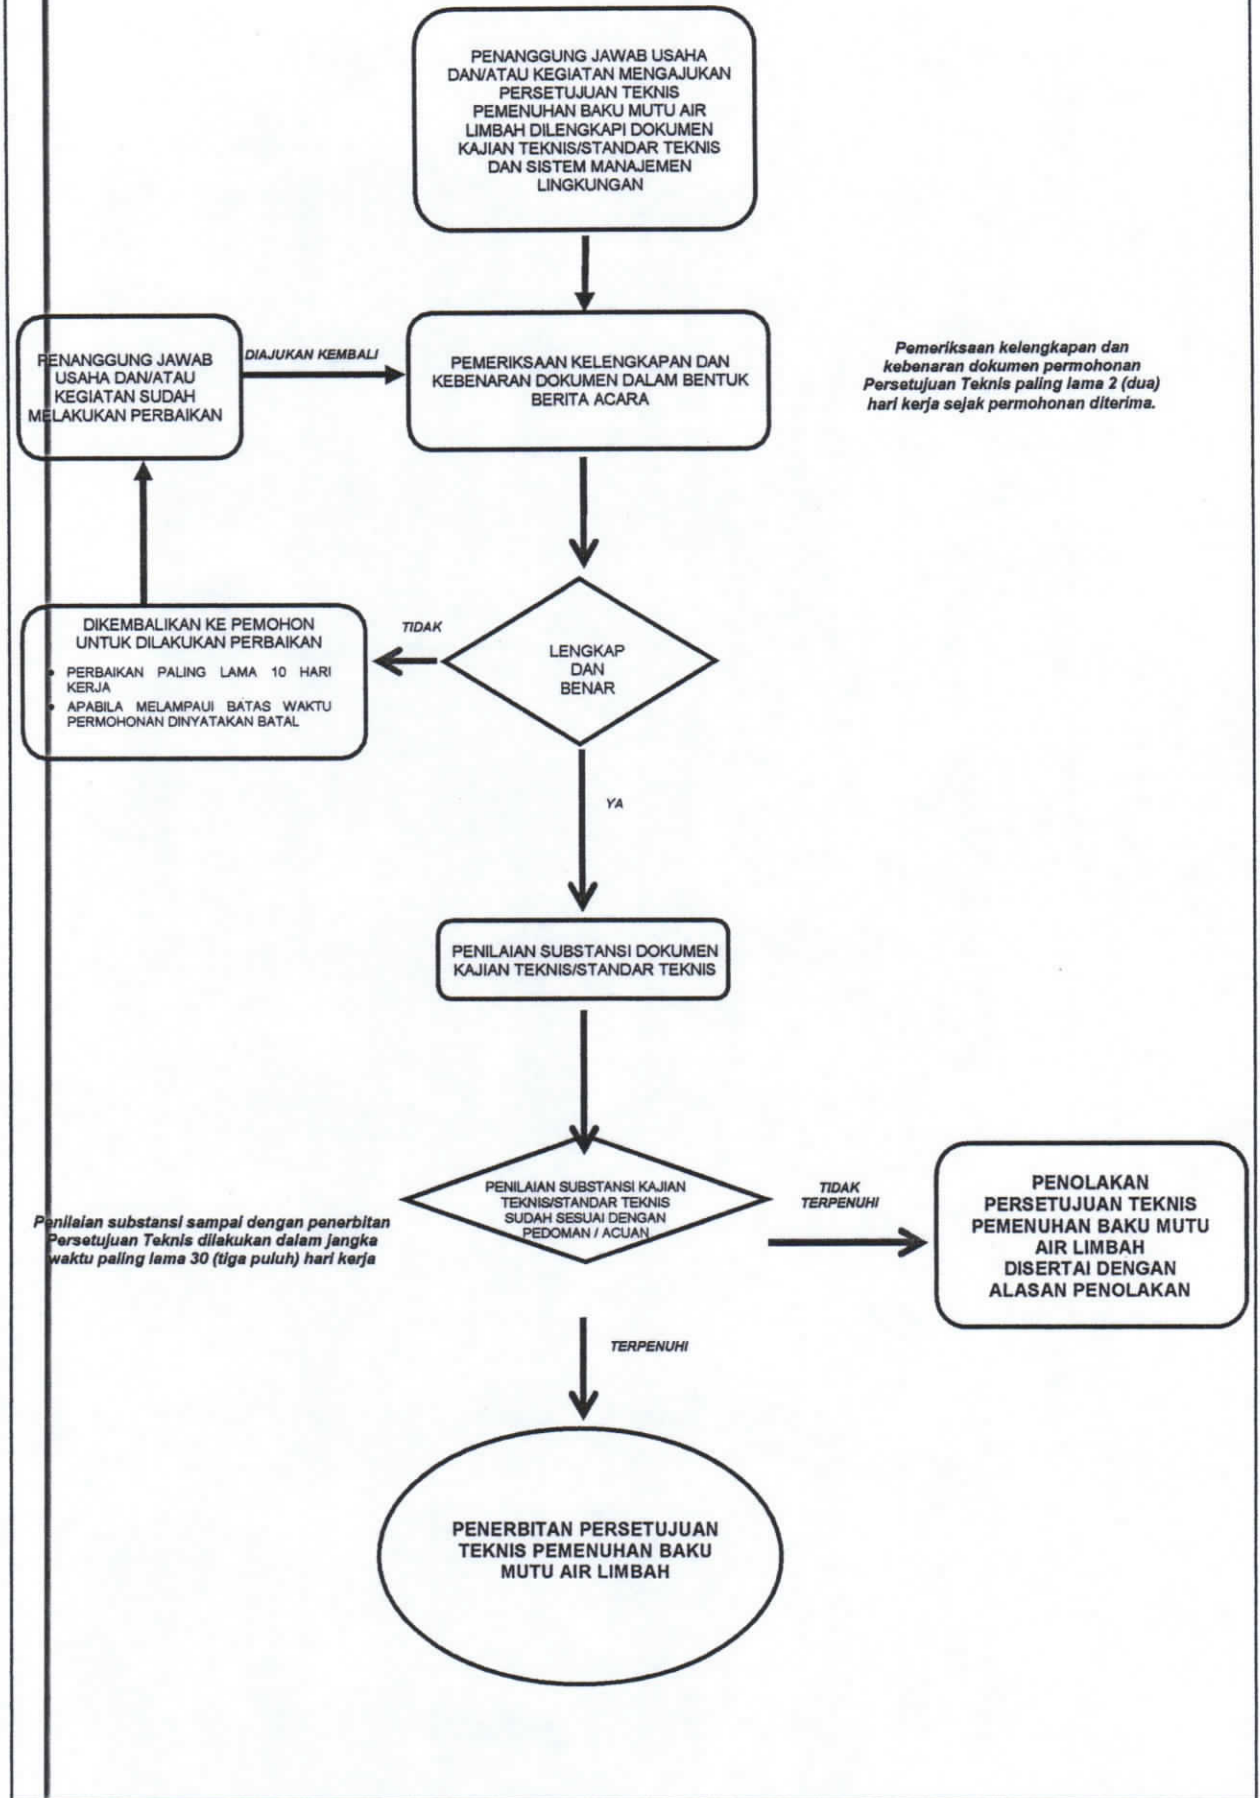 PENANGGUNG JAWAB USAHA
DAN/ATAU KEGIATAN MENGAJUKAN
PERSETUJUAN TEKNIS
PEMENUHAN BAKU MUTU AIR
LIMBAH DILENGKAPI DOKUMEN
KAJIAN TEKNIS/STANDAR TEKNIS
DAN SISTEM MANAJEMEN
LINGKUNGAN
PENANGGUNG JAWAB
USAHA DAN/ATAU
KEGIATAN SUDAH
MELAKUKAN PERBAIKAN
DIAJUKAN KEMBALI
PEMERIKSAAN KELENGKAPAN DAN
KEBENARAN DOKUMEN DALAM BENTUK
BERITA ACARA
Pemeriksaan kelengkapan dan
kebenaran dokumen permohonan
Persetujuan Teknis paling lama 2 (dua)
hari kerja sejak permohonan diterima.
DIKEMBALIKAN KE PEMOHON
UNTUK DILAKUKAN PERBAIKAN
• PERBAIKAN PALING LAMA 10 HARI
KERJA
• APABILA MELAMPAUI BATAS WAKTU
PERMOHONAN DINYATAKAN BATAL
TIDAK
LENGKAP
DAN
BENAR
YA
PENILAIAN SUBSTANSI DOKUMEN
KAJIAN TEKNIS/STANDAR TEKNIS
Penilaian substansi sampai dengan penerbitan
Persetujuan Teknis dilakukan dalam jangka
waktu paling lama 30 (tiga puluh) hari kerja
PENILAIAN SUBSTANSI KAJIAN
TEKNIS/STANDAR TEKNIS
SUDAH SESUAI DENGAN
PEDOMAN / ACUAN
TIDAK
TERPENUHI
PENOLAKAN
PERSETUJUAN TEKNIS
PEMENUHAN BAKU MUTU
AIR LIMBAH
DISERTAI DENGAN
ALASAN PENOLAKAN
TERPENUHI
PENERBITAN PERSETUJUAN
TEKNIS PEMENUHAN BAKU
MUTU AIR LIMBAH